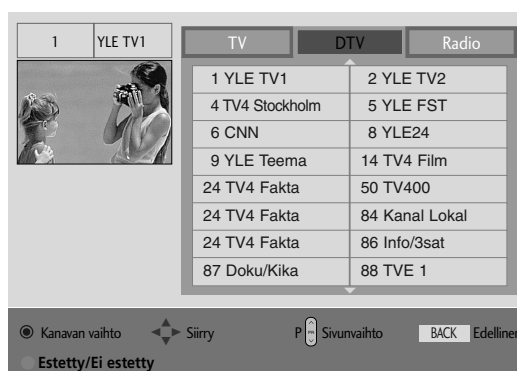 1 YLE TV1
TV DTV Radio
1 YLE TV1 2 YLE TV2
4 TV4 Stockholm 5 YLE FST
6 CNN 8 YLE24
9 YLE Teema 14 TV4 Film
24 TV4 Fakta 50 TV400
24 TV4 Fakta 84 Kanal Lokal
24 TV4 Fakta 86 Info/3sat
87 Doku/Kika 88 TVE 1
Kanavan vaihto Siirry P Sivunvaihto BACK Edellinen
Estetty/Ei estetty